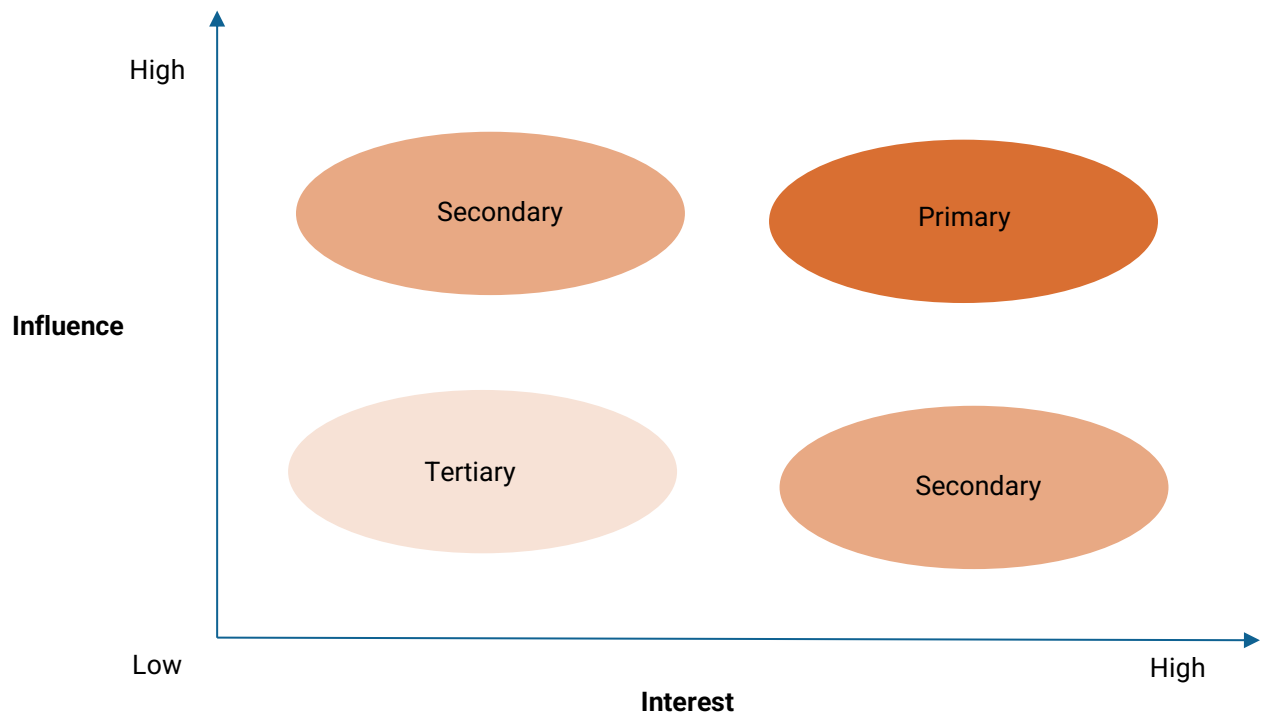 High
Secondary
Primary
Influence
Tertiary
Secondary
Low
High
Interest